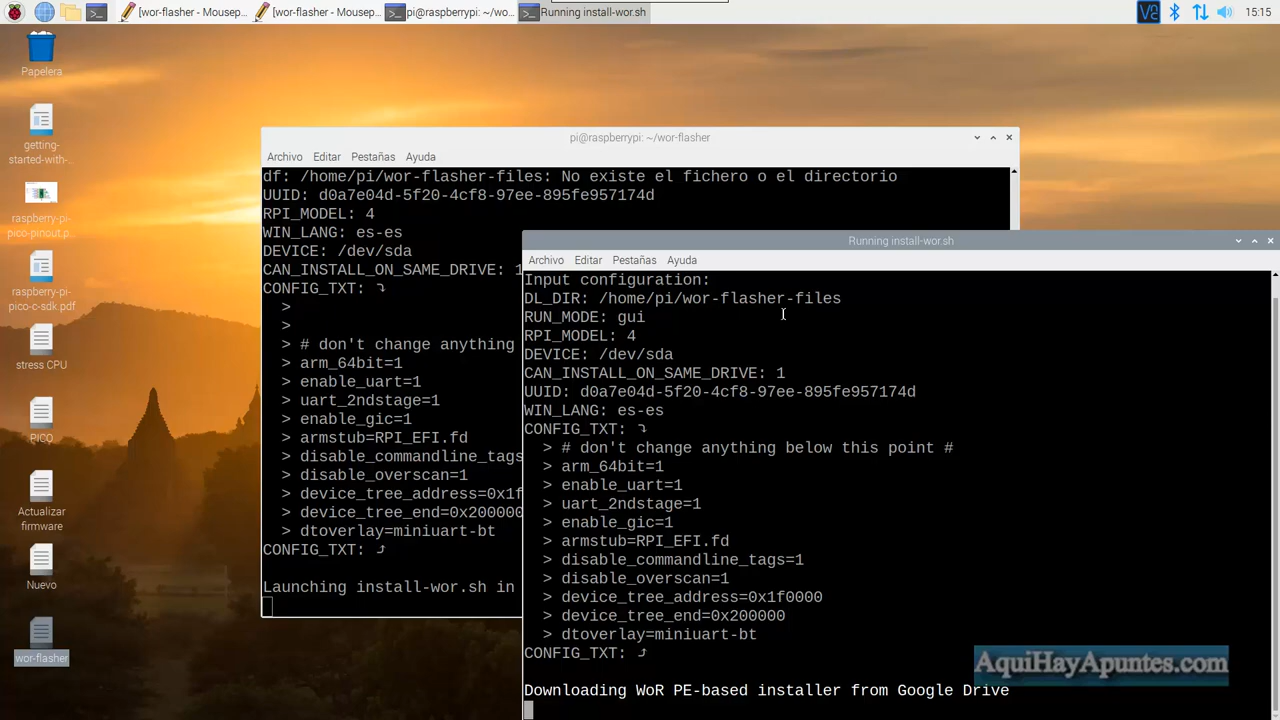 [wor-flasher - Mousep...
[wor-flasher - Mousep...
pi@raspberrypi: ~/wo...
Running install-wor.sh
15:15
Papelera
getting-
started-with-...
raspberry-pi-
pico-pinout.p...
raspberry-pi-
pico-c-sdk.pdf
stress CPU
PICO
Actualizar
firmware
Nuevo
wor-flasher
pi@raspberrypi: ~/wor-flasher
Archivo Editar Pestañas Ayuda
df: /home/pi/wor-flasher-files: No existe el fichero o el directorio
UUID: d0a7e04d-5f20-4cf8-97ee-895fe957174d
RPI_MODEL: 4
WIN_LANG: es-es
DEVICE: /dev/sda
CAN_INSTALL_ON_SAME_DRIVE: 1
CONFIG_TXT: ⤵
>
>
> # don't change anything
> arm_64bit=1
> enable_uart=1
> uart_2ndstage=1
> enable_gic=1
> armstub=RPI_EFI.fd
> disable_commandline_tags
> disable_overscan=1
> device_tree_address=0x1f
> device_tree_end=0x200000
> dtoverlay=miniuart-bt
CONFIG_TXT: ⤴
Launching install-wor.sh in
Running install-wor.sh
Archivo Editar Pestañas Ayuda
Input configuration:
DL_DIR: /home/pi/wor-flasher-files
RUN_MODE: gui
RPI_MODEL: 4
DEVICE: /dev/sda
CAN_INSTALL_ON_SAME_DRIVE: 1
UUID: d0a7e04d-5f20-4cf8-97ee-895fe957174d
WIN_LANG: es-es
CONFIG_TXT: ⤵
> # don't change anything below this point #
> arm_64bit=1
> enable_uart=1
> uart_2ndstage=1
> enable_gic=1
> armstub=RPI_EFI.fd
> disable_commandline_tags=1
> disable_overscan=1
> device_tree_address=0x1f0000
> device_tree_end=0x200000
> dtoverlay=miniuart-bt
CONFIG_TXT: ⤴
Downloading WoR PE-based installer from Google Drive
AquiHayApuntes.com